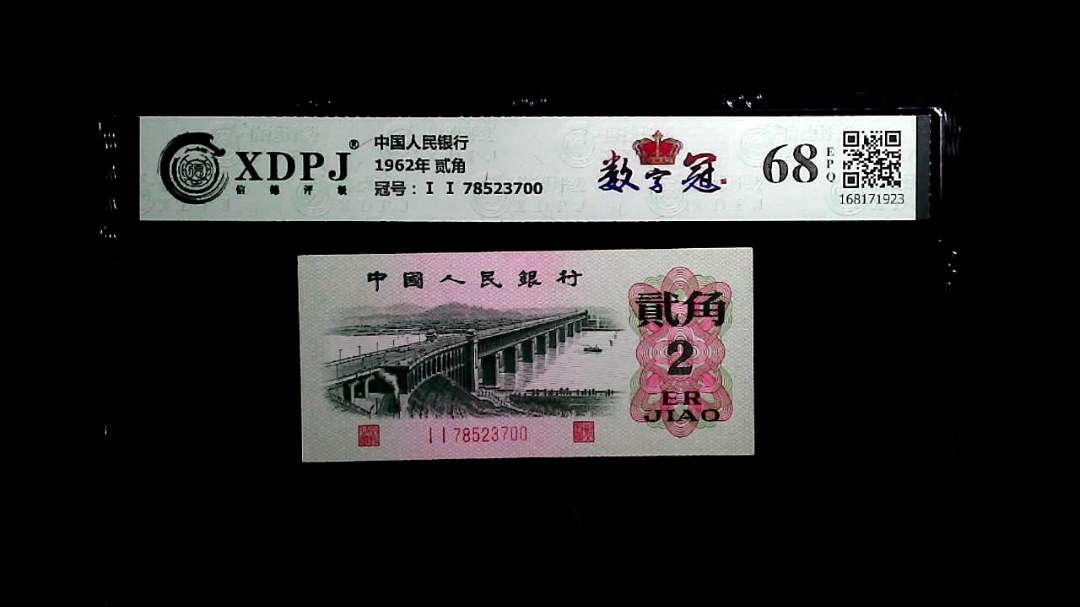 XDPJ®
信德评级
中国人民银行
1962年 贰角
冠号：I I 78523700
数字冠
68
EPQ
168171923
中國人民銀行
貳角
2
ER
JIAO
I I 78523700